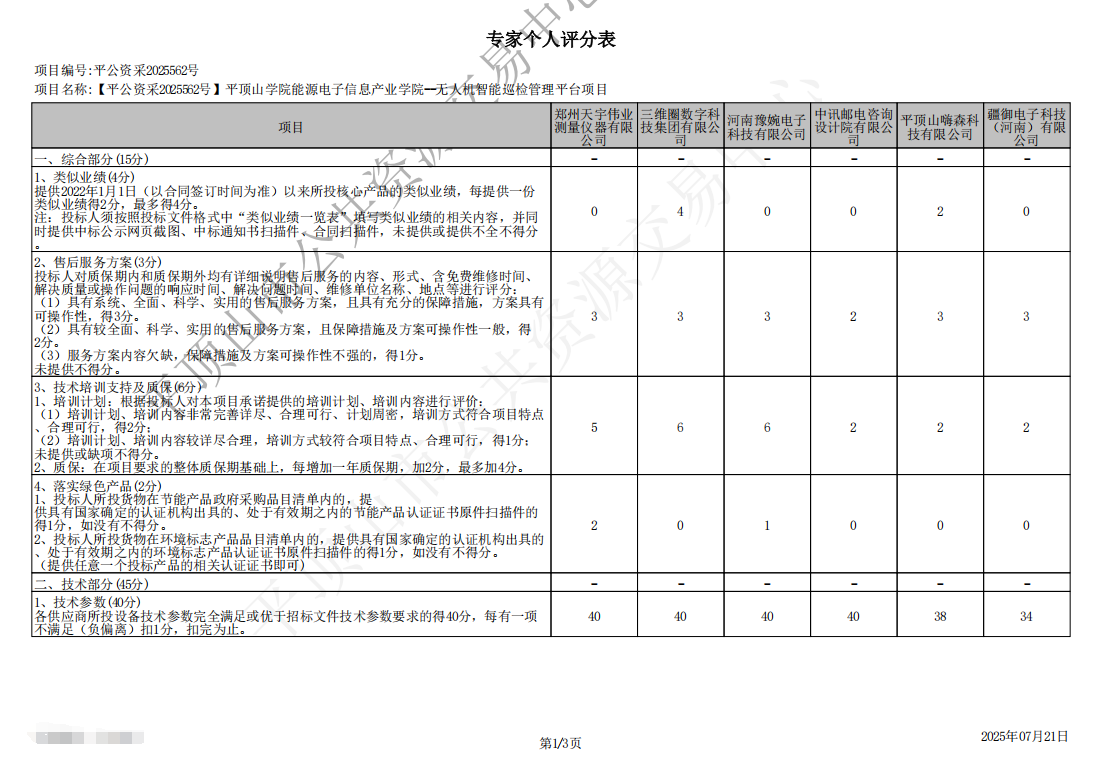 专家个人评分表
项目编号:平公资采2025562号
项目名称:【平公资采2025562号】平顶山学院能源电子信息产业学院--无人机智能巡检管理平台项目
项目
郑州天宇伟业
测量仪器有限
公司
三维圈数字科
技集团有限公
司
河南豫婉电子
科技有限公司
中讯邮电咨询
设计院有限公
司
平顶山嗨森科
技有限公司
疆御电子科技
（河南）有限
公司
一、综合部分(15分)
- - - - - -
1、类似业绩(4分)
提供2022年1月1日（以合同签订时间为准）以来所投核心产品的类似业绩，每提供一份
类似业绩得2分，最多得4分。
注：投标人须按照投标文件格式中“类似业绩一览表”填写类似业绩的相关内容，并同
时提供中标公示网页截图、中标通知书扫描件、合同扫描件，未提供或提供不全不得分
。
0 4 0 0 2 0
2、售后服务方案(3分)
投标人对质保期内和质保期外均有详细说明售后服务的内容、形式、含免费维修时间、
解决质量或操作问题的响应时间、解决问题时间、维修单位名称、地点等进行评分：
（1）具有系统、全面、科学、实用的售后服务方案，且具有充分的保障措施，方案具有
可操作性，得3分。
（2）具有较全面、科学、实用的售后服务方案，且保障措施及方案可操作性一般，得
2分。
（3）服务方案内容欠缺，保障措施及方案可操作性不强的，得1分。
未提供不得分。
3 3 3 2 3 3
3、技术培训支持及质保(6分)
1、培训计划：根据投标人对本项目承诺提供的培训计划、培训内容进行评价：
（1）培训计划、培训内容非常完善详尽、合理可行、计划周密，培训方式符合项目特点
、合理可行，得2分；
（2）培训计划、培训内容较详尽合理，培训方式较符合项目特点、合理可行，得1分；
未提供或缺项不得分。
2、质保：在项目要求的整体质保期基础上，每增加一年质保期，加2分，最多加4分。
5 6 6 2 2 2
4、落实绿色产品(2分)
1、投标人所投货物在节能产品政府采购品目清单内的，提
供具有国家确定的认证机构出具的、处于有效期之内的节能产品认证证书原件扫描件的
得1分，如没有不得分。
2、投标人所投货物在环境标志产品品目清单内的，提供具有国家确定的认证机构出具的
、处于有效期之内的环境标志产品认证证书原件扫描件的得1分，如没有不得分。
（提供任意一个投标产品的相关认证证书即可)
2 0 1 0 0 0
二、技术部分(45分)
- - - - - -
1、技术参数(40分)
各供应商所投设备技术参数完全满足或优于招标文件技术参数要求的得40分，每有一项
不满足（负偏离）扣1分，扣完为止。
40 40 40 40 38 34
平顶山市公共资源交易中心
平顶山市公共资源交易中心
第1/3页
2025年07月21日